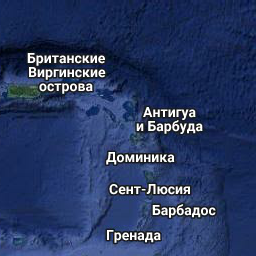 Британские
Виргинские
острова
Антигуа
и Барбуда
Доминика
Сент-Люсия
Барбадос
Гренада